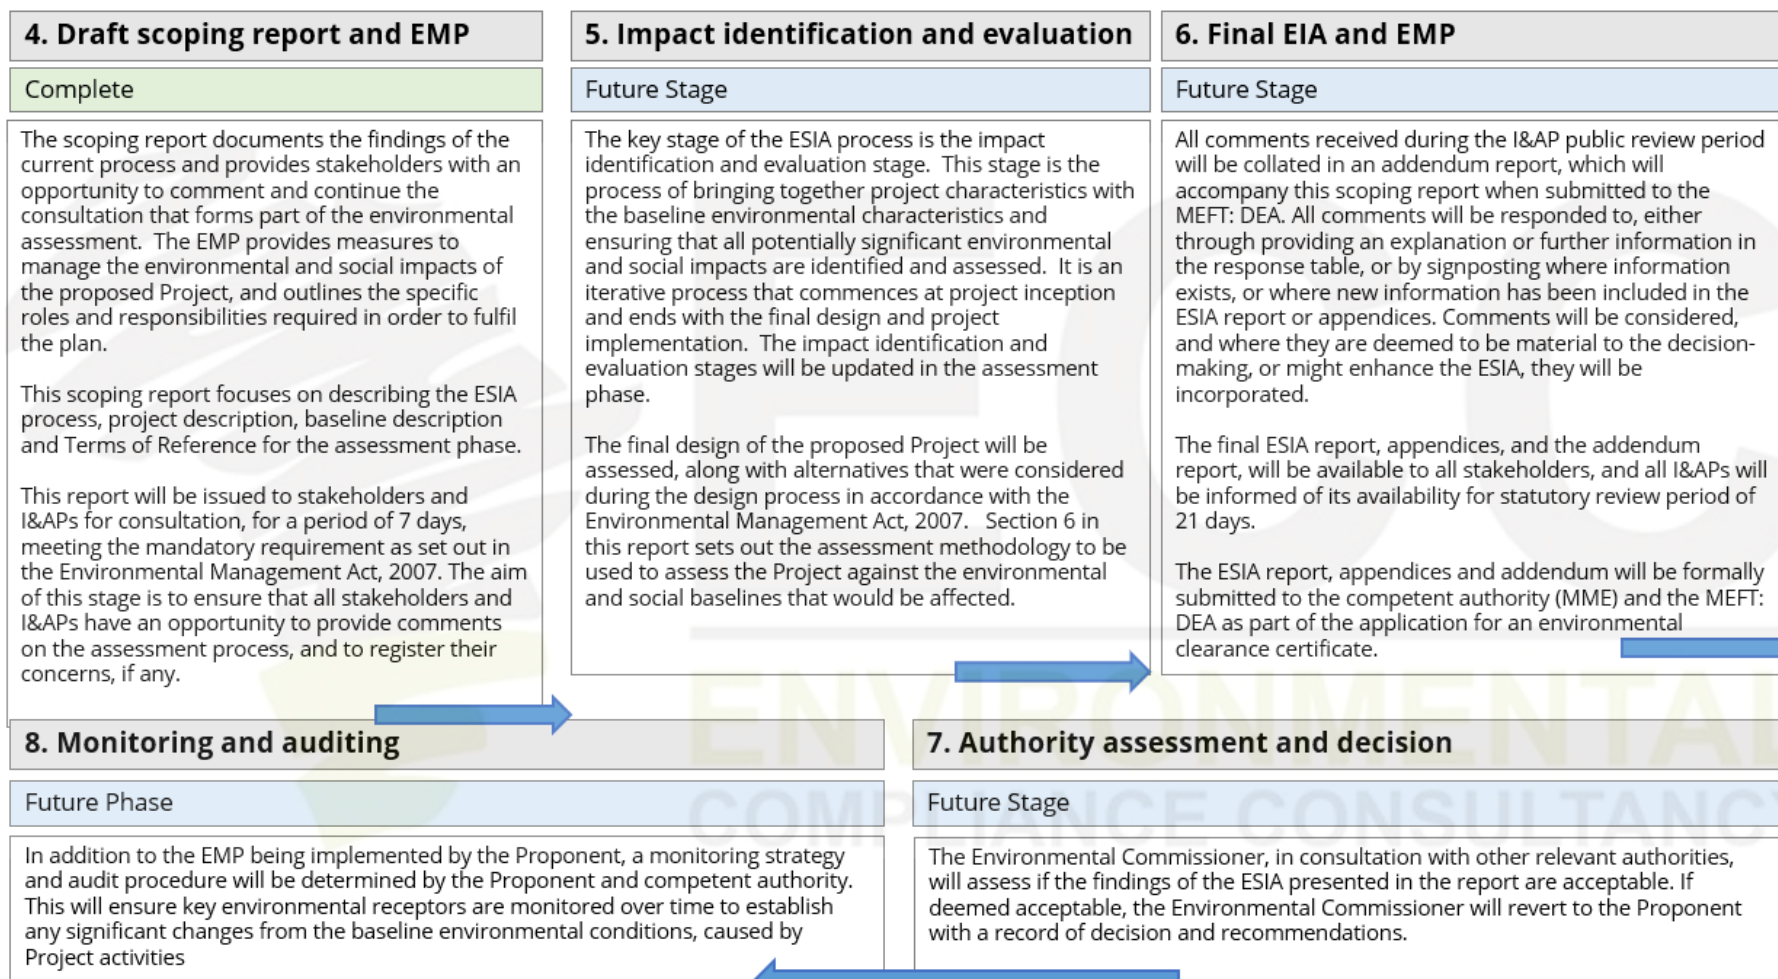 4. Draft scoping report and EMP
Complete
The scoping report documents the findings of the
current process and provides stakeholders with an
opportunity to comment and continue the
consultation that forms part of the environmental
assessment.  The EMP provides measures to
manage the environmental and social impacts of
the proposed Project, and outlines the specific
roles and responsibilities required in order to fulfil
the plan.
This scoping report focuses on describing the ESIA
process, project description, baseline description
and Terms of Reference for the assessment phase.
This report will be issued to stakeholders and
I&APs for consultation, for a period of 7 days,
meeting the mandatory requirement as set out in
the Environmental Management Act, 2007. The aim
of this stage is to ensure that all stakeholders and
I&APs have an opportunity to provide comments
on the assessment process, and to register their
concerns, if any.
5. Impact identification and evaluation
Future Stage
The key stage of the ESIA process is the impact
identification and evaluation stage.  This stage is the
process of bringing together project characteristics with
the baseline environmental characteristics and
ensuring that all potentially significant environmental
and social impacts are identified and assessed.  It is an
iterative process that commences at project inception
and ends with the final design and project
implementation.  The impact identification and
evaluation stages will be updated in the assessment
phase.
The final design of the proposed Project will be
assessed, along with alternatives that were considered
during the design process in accordance with the
Environmental Management Act, 2007.   Section 6 in
this report sets out the assessment methodology to be
used to assess the Project against the environmental
and social baselines that would be affected.
6. Final EIA and EMP
Future Stage
All comments received during the I&AP public review period
will be collated in an addendum report, which will
accompany this scoping report when submitted to the
MEFT: DEA. All comments will be responded to, either
through providing an explanation or further information in
the response table, or by signposting where information
exists, or where new information has been included in the
ESIA report or appendices. Comments will be considered,
and where they are deemed to be material to the decision-
making, or might enhance the ESIA, they will be
incorporated.
The final ESIA report, appendices, and the addendum
report, will be available to all stakeholders, and all I&APs will
be informed of its availability for statutory review period of
21 days.
The ESIA report, appendices and addendum will be formally
submitted to the competent authority (MME) and the MEFT:
DEA as part of the application for an environmental
clearance certificate.
8. Monitoring and auditing
Future Phase
In addition to the EMP being implemented by the Proponent, a monitoring strategy
and audit procedure will be determined by the Proponent and competent authority.
This will ensure key environmental receptors are monitored over time to establish
any significant changes from the baseline environmental conditions, caused by
Project activities
7. Authority assessment and decision
Future Stage
The Environmental Commissioner, in consultation with other relevant authorities,
will assess if the findings of the ESIA presented in the report are acceptable. If
deemed acceptable, the Environmental Commissioner will revert to the Proponent
with a record of decision and recommendations.
ECC
ENVIRONMENTAL
COMPLIANCE CONSULTANCY